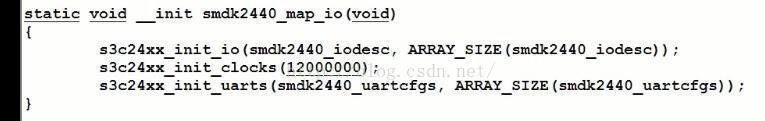 static void __init smdk2440_map_io(void)
{
        s3c24xx_init_io(smdk2440_iodesc, ARRAY_SIZE(smdk2440_iodesc));
        s3c24xx_init_clocks(12000000);
        s3c24xx_init_uarts(smdk2440_uartcfgs, ARRAY_SIZE(smdk2440_uartcfgs));
}